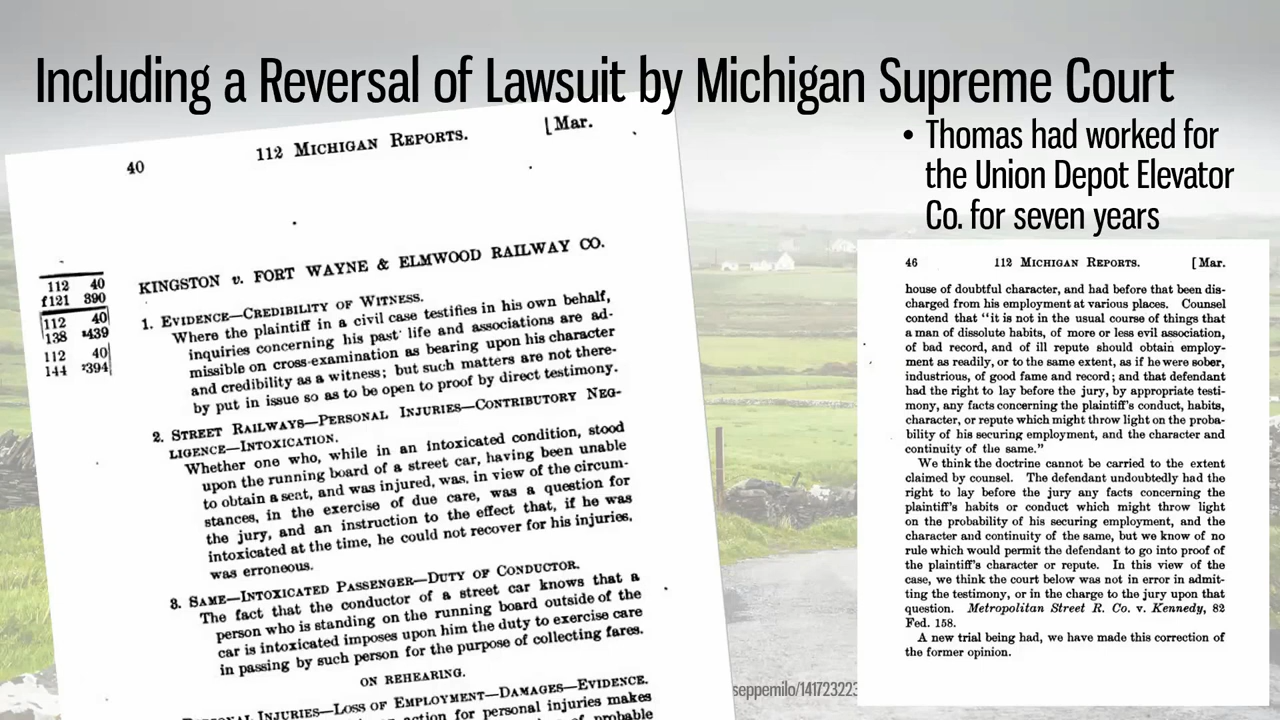 Including a Reversal of Lawsuit by Michigan Supreme Court
• Thomas had worked for
the Union Depot Elevator
Co. for seven years
40
112 MICHIGAN REPORTS.
[Mar.
112 40
f121 390
112 40
138 439
112 40
144 394
KINGSTON v. FORT WAYNE & ELMWOOD RAILWAY CO.
1. EVIDENCE—CREDIBILITY OF WITNESS.
Where the plaintiff in a civil case testifies in his own behalf,
inquiries concerning his past life and associations are ad-
missible on cross-examination as bearing upon his character
and credibility as a witness; but such matters are not there-
by put in issue so as to be open to proof by direct testimony.
2. STREET RAILWAYS—PERSONAL INJURIES—CONTRIBUTORY NEG-
LIGENCE—INTOXICATION.
Whether one who, while in an intoxicated condition, stood
upon the running board of a street car, having been unable
to obtain a seat, and was injured, was, in view of the circum-
stances, in the exercise of due care, was a question for
the jury, and an instruction to the effect that, if he was
intoxicated at the time, he could not recover for his injuries,
was erroneous.
3. SAME—INTOXICATED PASSENGER—DUTY OF CONDUCTOR.
The fact that the conductor of a street car knows that a
person who is standing on the running board outside of the
car is intoxicated imposes upon him the duty to exercise care
in passing by such person for the purpose of collecting fares.
ON REHEARING.
INJURIES—LOSS OF EMPLOYMENT—DAMAGES—EVIDENCE.
action for personal injuries makes
of probable
46 112 MICHIGAN REPORTS. [Mar.
house of doubtful character, and had before that been dis-
charged from his employment at various places. Counsel
contend that "it is not in the usual course of things that
a man of dissolute habits, of more or less evil association,
of bad record, and of ill repute should obtain employ-
ment as readily, or to the same extent, as if he were sober,
industrious, of good fame and record; and that defendant
had the right to lay before the jury, by appropriate testi-
mony, any facts concerning the plaintiff's conduct, habits,
character, or repute which might throw light on the proba-
bility of his securing employment, and the character and
continuity of the same."
We think the doctrine cannot be carried to the extent
claimed by counsel. The defendant undoubtedly had the
right to lay before the jury any facts concerning the
plaintiff's habits or conduct which might throw light
on the probability of his securing employment, and the
character and continuity of the same, but we know of no
rule which would permit the defendant to go into proof of
the plaintiff's character or repute. In this view of the
case, we think the court below was not in error in admit-
ting the testimony, or in the charge to the jury upon that
question. Metropolitan Street R. Co. v. Kennedy, 82
Fed. 158.
A new trial being had, we have made this correction of
the former opinion.
seppemilo/141723223